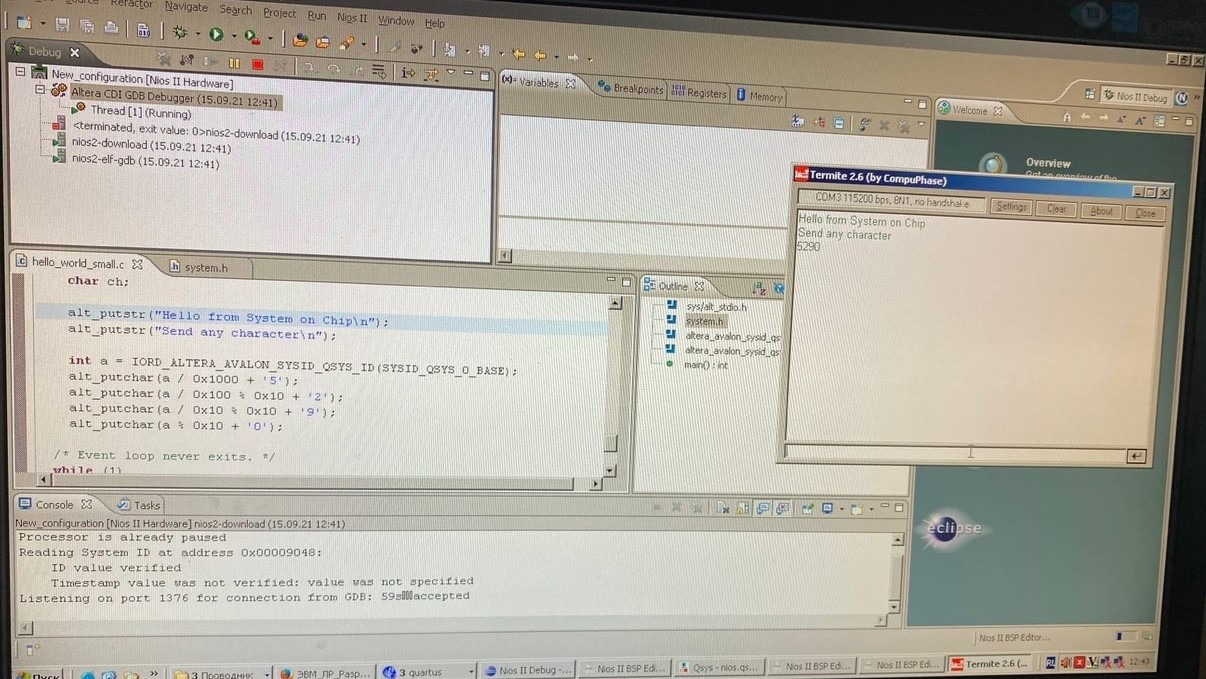 Refactor Navigate Search Project Run Nios II Window Help
Debug
New_configuration [Nios II Hardware]
Altera CDI GDB Debugger (15.09.21 12:41)
Thread [1] (Running)
<terminated, exit value: 0>nios2-download (15.09.21 12:41)
nios2-download (15.09.21 12:41)
nios2-elf-gdb (15.09.21 12:41)
(x)= Variables
Breakpoints
Registers
Memory
Nios II Debug
Welcome
Overview
Termite 2.6 (by CompuPhase)
COM3 115200 bps, 8N1, no handshake
Settings
Clear
About
Close
Hello from System on Chip
Send any character
5290
hello_world_small.c
system.h
char ch;
alt_putstr("Hello from System on Chip\n");
alt_putstr("Send any character\n");
int a = IORD_ALTERA_AVALON_SYSID_QSYS_ID(SYSID_QSYS_0_BASE);
alt_putchar(a / 0x1000 + '5');
alt_putchar(a / 0x100 % 0x10 + '2');
alt_putchar(a / 0x10 % 0x10 + '9');
alt_putchar(a % 0x10 + '0');
/* Event loop never exits. */
while (1)
Outline
sys/alt_stdio.h
system.h
altera_avalon_sysid_qs
altera_avalon_sysid_qs
main() : int
Console
Tasks
New_configuration [Nios II Hardware] nios2-download (15.09.21 12:41)
Processor is already paused
Reading System ID at address 0x00009048:
ID value verified
Timestamp value was not verified: value was not specified
Listening on port 1376 for connection from GDB: 59s accepted
eclipse
Nios II BSP Editor...
Пуск
3 Проводник
ЭВМ_ЛР_Разр...
3 quartus
Nios II Debug -...
Nios II BSP Edi...
Qsys - nios.qs...
Nios II BSP Edi...
Nios II BSP Edi...
Termite 2.6 (...
RL
12:43